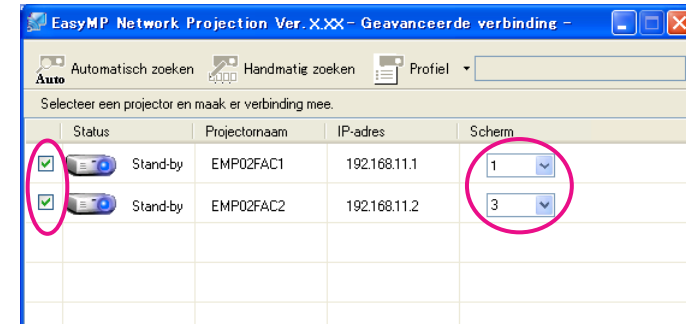 EasyMP Network Projection Ver.X.XX- Geavanceerde verbinding -
Auto Automatisch zoeken Handmatig zoeken Profiel
Selecteer een projector en maak er verbinding mee.
Status Projectornaam IP-adres Scherm
Stand-by EMP02FAC1 192.168.11.1 1
Stand-by EMP02FAC2 192.168.11.2 3